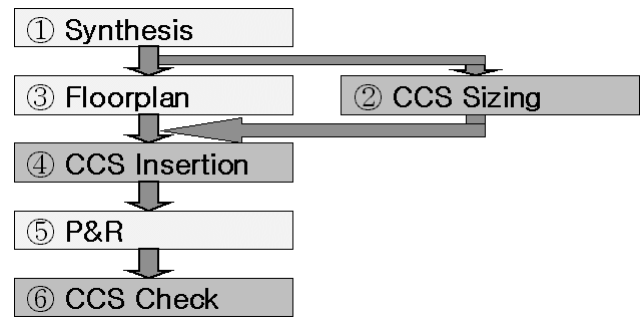 ① Synthesis
③ Floorplan
② CCS Sizing
④ CCS Insertion
⑤ P&R
⑥ CCS Check